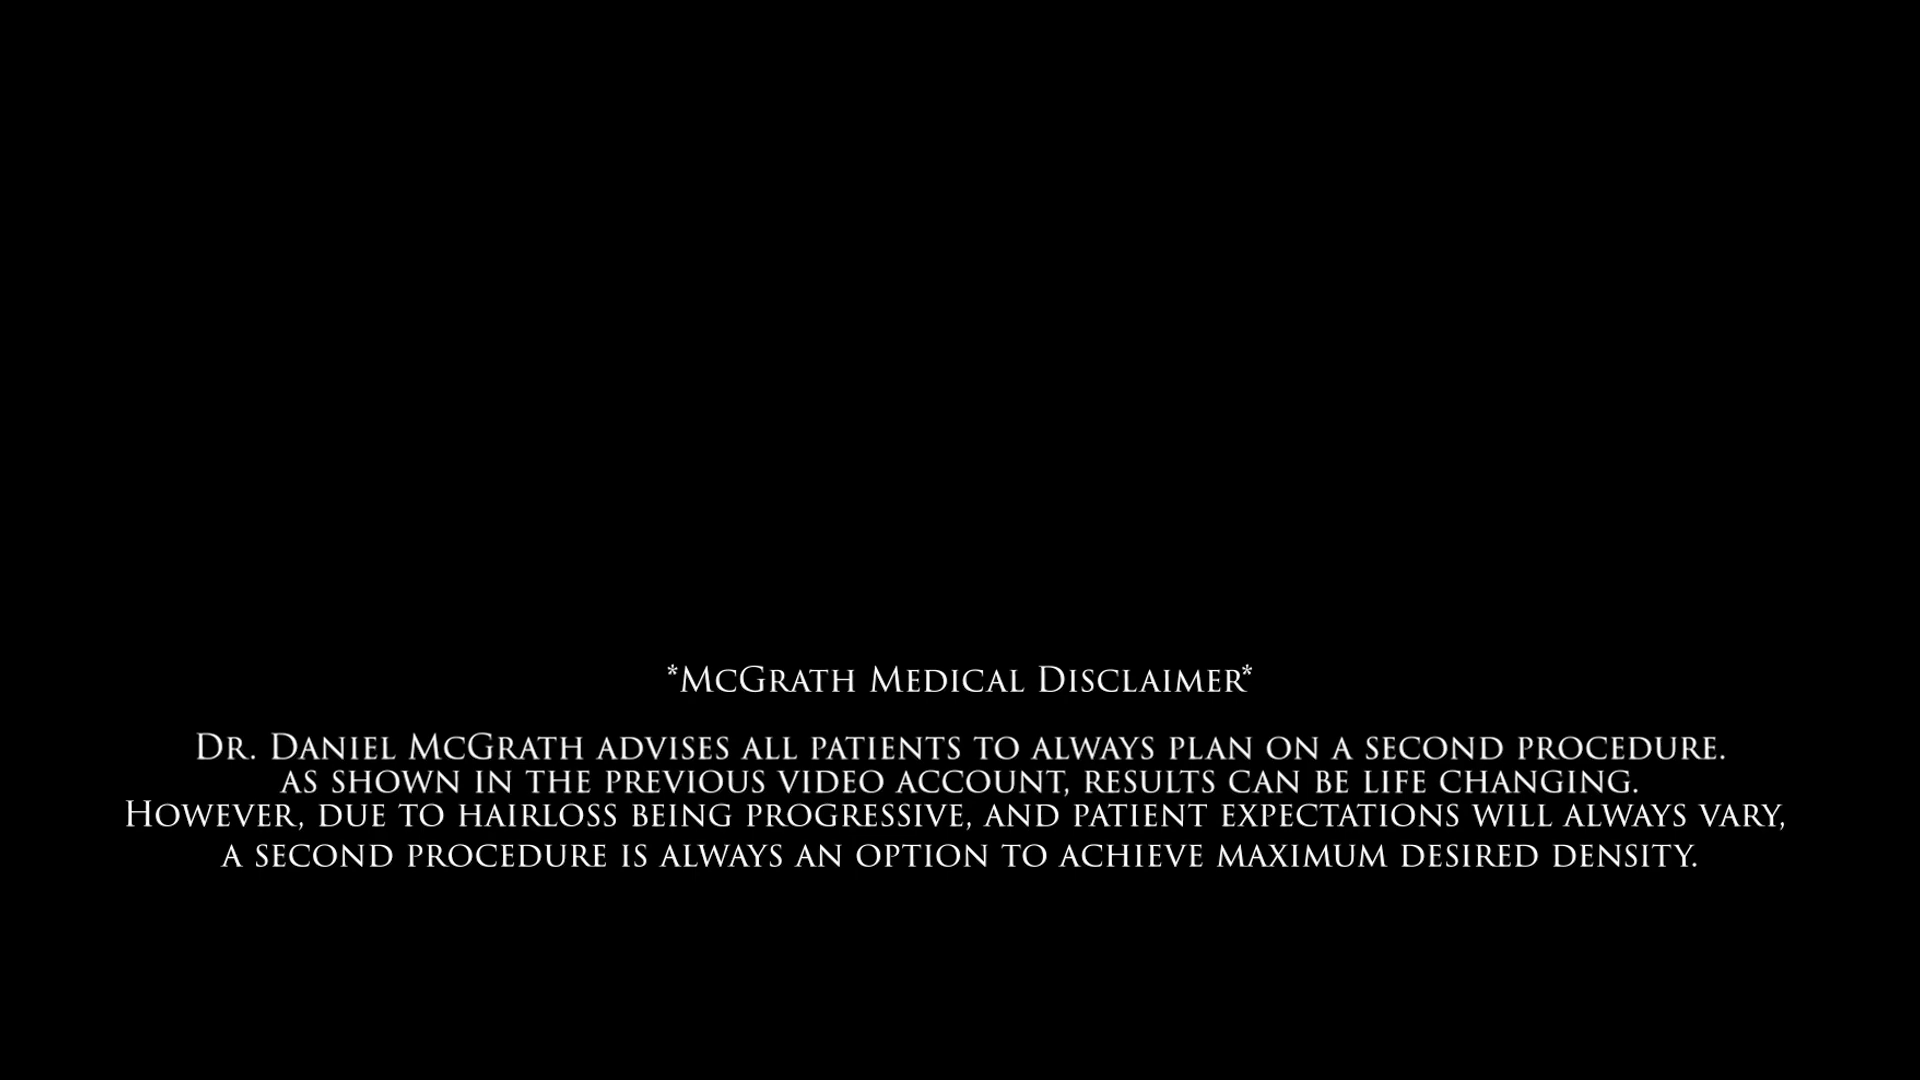 *McGrath Medical Disclaimer*
Dr. Daniel McGrath advises all patients to always plan on a second procedure.
as shown in the previous video account, results can be life changing.
However, due to hairloss being progressive, and patient expectations will always vary,
a second procedure is always an option to achieve maximum desired density.